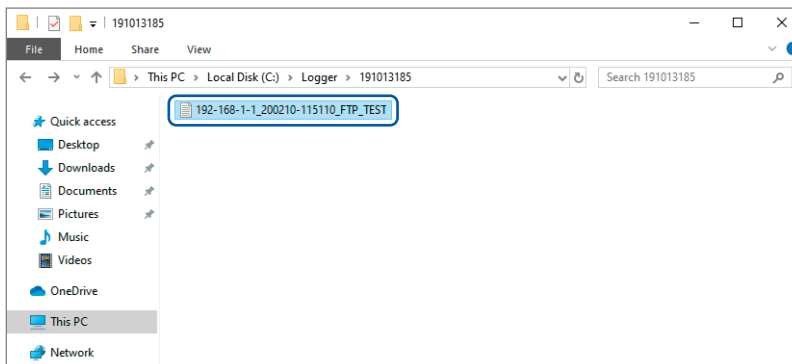 191013185
File Home Share View
This PC > Local Disk (C:) > Logger > 191013185
Search 191013185
192-168-1-1_200210-115110_FTP_TEST
Quick access
Desktop
Downloads
Documents
Pictures
Music
Videos
OneDrive
This PC
Network